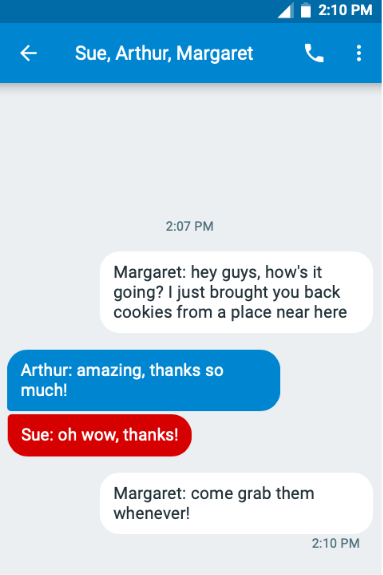 2:10 PM
Sue, Arthur, Margaret
2:07 PM
Margaret: hey guys, how's it
going? I just brought you back
cookies from a place near here
Arthur: amazing, thanks so
much!
Sue: oh wow, thanks!
Margaret: come grab them
whenever!
2:10 PM